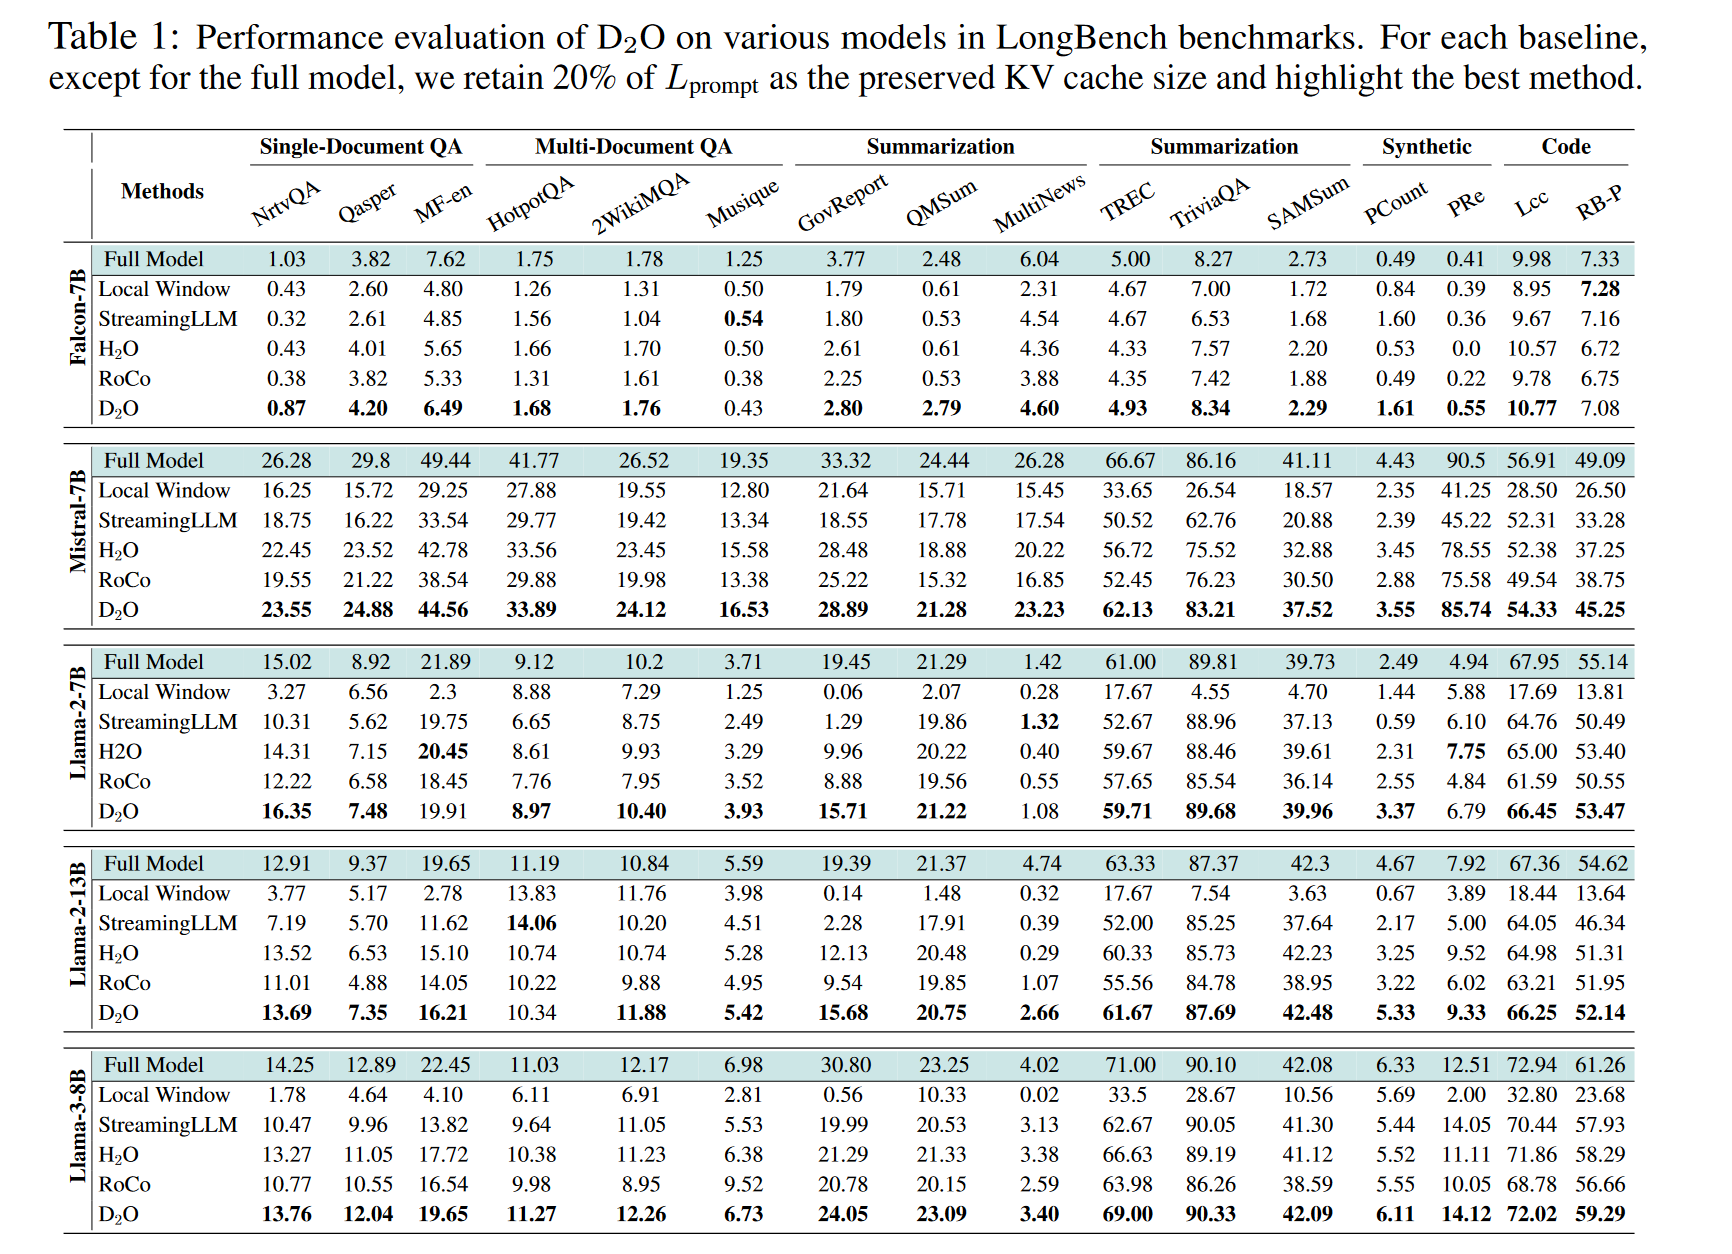 Table 1: Performance evaluation of D₂O on various models in LongBench benchmarks. For each baseline,
except for the full model, we retain 20% of L_prompt as the preserved KV cache size and highlight the best method.
Single-Document QA Multi-Document QA Summarization Summarization Synthetic Code
Methods NrtvQA Qasper MF-en HotpotQA 2WikiMQA Musique GovReport QMSum MultiNews TREC TriviaQA SAMSum PCount PRe Lcc RB-P
Falcon-7B
Full Model 1.03 3.82 7.62 1.75 1.78 1.25 3.77 2.48 6.04 5.00 8.27 2.73 0.49 0.41 9.98 7.33
Local Window 0.43 2.60 4.80 1.26 1.31 0.50 1.79 0.61 2.31 4.67 7.00 1.72 0.84 0.39 8.95 7.28
StreamingLLM 0.32 2.61 4.85 1.56 1.04 0.54 1.80 0.53 4.54 4.67 6.53 1.68 1.60 0.36 9.67 7.16
H₂O 0.43 4.01 5.65 1.66 1.70 0.50 2.61 0.61 4.36 4.33 7.57 2.20 0.53 0.0 10.57 6.72
RoCo 0.38 3.82 5.33 1.31 1.61 0.38 2.25 0.53 3.88 4.35 7.42 1.88 0.49 0.22 9.78 6.75
D₂O 0.87 4.20 6.49 1.68 1.76 0.43 2.80 2.79 4.60 4.93 8.34 2.29 1.61 0.55 10.77 7.08
Mistral-7B
Full Model 26.28 29.8 49.44 41.77 26.52 19.35 33.32 24.44 26.28 66.67 86.16 41.11 4.43 90.5 56.91 49.09
Local Window 16.25 15.72 29.25 27.88 19.55 12.80 21.64 15.71 15.45 33.65 26.54 18.57 2.35 41.25 28.50 26.50
StreamingLLM 18.75 16.22 33.54 29.77 19.42 13.34 18.55 17.78 17.54 50.52 62.76 20.88 2.39 45.22 52.31 33.28
H₂O 22.45 23.52 42.78 33.56 23.45 15.58 28.48 18.88 20.22 56.72 75.52 32.88 3.45 78.55 52.38 37.25
RoCo 19.55 21.22 38.54 29.88 19.98 13.38 25.22 15.32 16.85 52.45 76.23 30.50 2.88 75.58 49.54 38.75
D₂O 23.55 24.88 44.56 33.89 24.12 16.53 28.89 21.28 23.23 62.13 83.21 37.52 3.55 85.74 54.33 45.25
Llama-2-7B
Full Model 15.02 8.92 21.89 9.12 10.2 3.71 19.45 21.29 1.42 61.00 89.81 39.73 2.49 4.94 67.95 55.14
Local Window 3.27 6.56 2.3 8.88 7.29 1.25 0.06 2.07 0.28 17.67 4.55 4.70 1.44 5.88 17.69 13.81
StreamingLLM 10.31 5.62 19.75 6.65 8.75 2.49 1.29 19.86 1.32 52.67 88.96 37.13 0.59 6.10 64.76 50.49
H2O 14.31 7.15 20.45 8.61 9.93 3.29 9.96 20.22 0.40 59.67 88.46 39.61 2.31 7.75 65.00 53.40
RoCo 12.22 6.58 18.45 7.76 7.95 3.52 8.88 19.56 0.55 57.65 85.54 36.14 2.55 4.84 61.59 50.55
D₂O 16.35 7.48 19.91 8.97 10.40 3.93 15.71 21.22 1.08 59.71 89.68 39.96 3.37 6.79 66.45 53.47
Llama-2-13B
Full Model 12.91 9.37 19.65 11.19 10.84 5.59 19.39 21.37 4.74 63.33 87.37 42.3 4.67 7.92 67.36 54.62
Local Window 3.77 5.17 2.78 13.83 11.76 3.98 0.14 1.48 0.32 17.67 7.54 3.63 0.67 3.89 18.44 13.64
StreamingLLM 7.19 5.70 11.62 14.06 10.20 4.51 2.28 17.91 0.39 52.00 85.25 37.64 2.17 5.00 64.05 46.34
H₂O 13.52 6.53 15.10 10.74 10.74 5.28 12.13 20.48 0.29 60.33 85.73 42.23 3.25 9.52 64.98 51.31
RoCo 11.01 4.88 14.05 10.22 9.88 4.95 9.54 19.85 1.07 55.56 84.78 38.95 3.22 6.02 63.21 51.95
D₂O 13.69 7.35 16.21 10.34 11.88 5.42 15.68 20.75 2.66 61.67 87.69 42.48 5.33 9.33 66.25 52.14
Llama-3-8B
Full Model 14.25 12.89 22.45 11.03 12.17 6.98 30.80 23.25 4.02 71.00 90.10 42.08 6.33 12.51 72.94 61.26
Local Window 1.78 4.64 4.10 6.11 6.91 2.81 0.56 10.33 0.02 33.5 28.67 10.56 5.69 2.00 32.80 23.68
StreamingLLM 10.47 9.96 13.82 9.64 11.05 5.53 19.99 20.53 3.13 62.67 90.05 41.30 5.44 14.05 70.44 57.93
H₂O 13.27 11.05 17.72 10.38 11.23 6.38 21.29 21.33 3.38 66.63 89.19 41.12 5.52 11.11 71.86 58.29
RoCo 10.77 10.55 16.54 9.98 8.95 9.52 20.78 20.15 2.59 63.98 86.26 38.59 5.55 10.05 68.78 56.66
D₂O 13.76 12.04 19.65 11.27 12.26 6.73 24.05 23.09 3.40 69.00 90.33 42.09 6.11 14.12 72.02 59.29